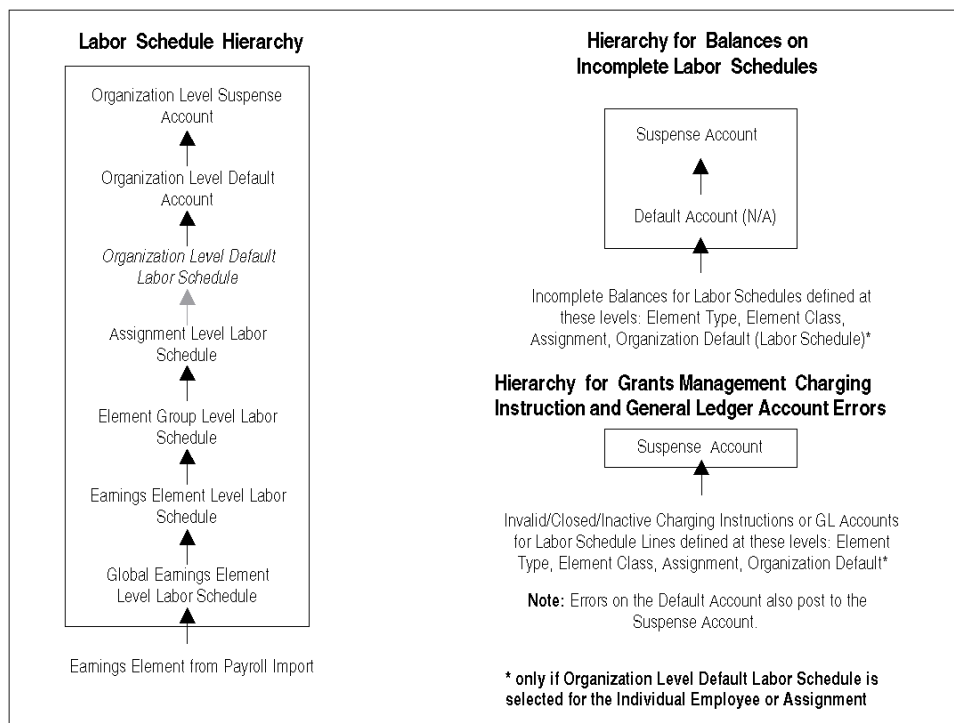 Labor Schedule Hierarchy
Organization Level Suspense
Account
Organization Level Default
Account
Organization Level Default
Labor Schedule
Assignment Level Labor
Schedule
Element Group Level Labor
Schedule
Earnings Element Level Labor
Schedule
Global Earnings Element
Level Labor Schedule
Earnings Element from Payroll Import
Hierarchy for Balances on
Incomplete Labor Schedules
Suspense Account
Default Account (N/A)
Incomplete Balances for Labor Schedules defined at
these levels: Element Type, Element Class,
Assignment, Organization Default (Labor Schedule)*
Hierarchy for Grants Management Charging
Instruction and General Ledger Account Errors
Suspense Account
Invalid/Closed/Inactive Charging Instructions or GL Accounts
for Labor Schedule Lines defined at these levels: Element
Type, Element Class, Assignment, Organization Default*
Note: Errors on the Default Account also post to the
Suspense Account.
* only if Organization Level Default Labor Schedule is
selected for the Individual Employee or Assignment